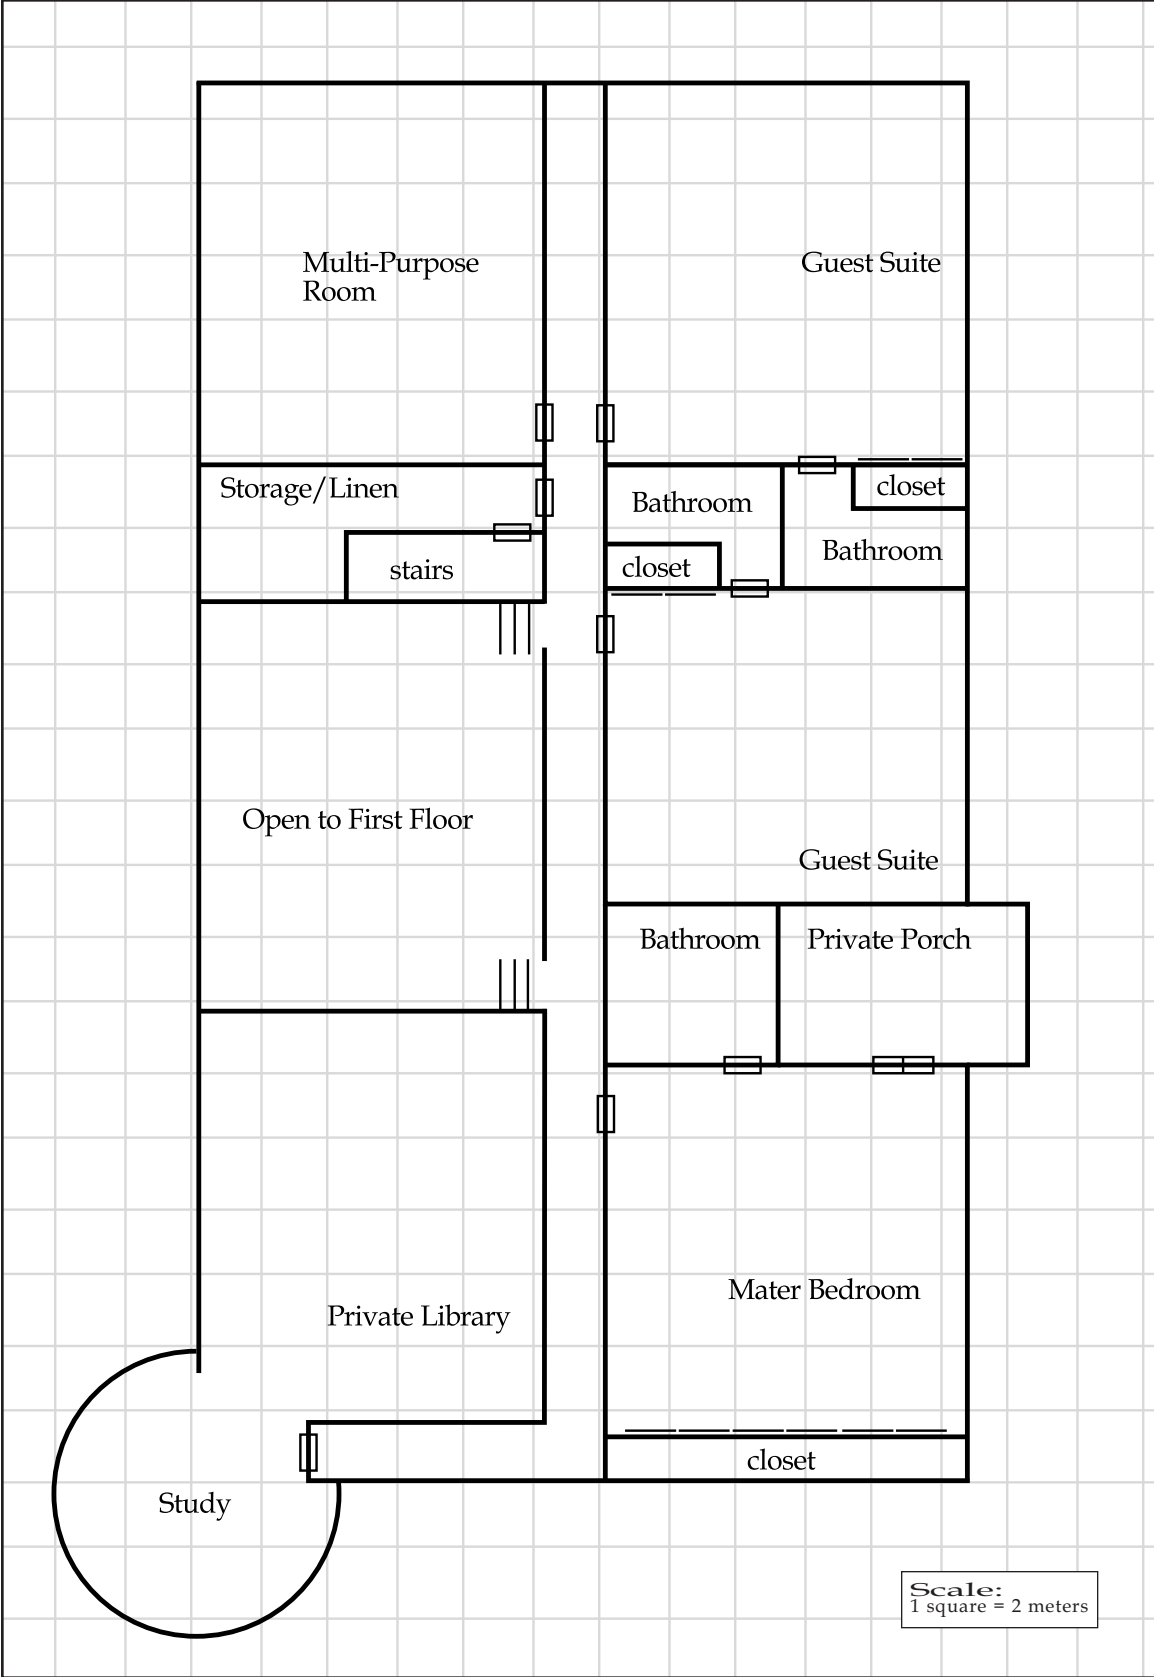 Multi-Purpose
Room
Guest Suite
Storage/Linen
Bathroom
closet
stairs
closet
Bathroom
Open to First Floor
Guest Suite
Bathroom
Private Porch
Mater Bedroom
Private Library
closet
Study
Scale:
1 square = 2 meters